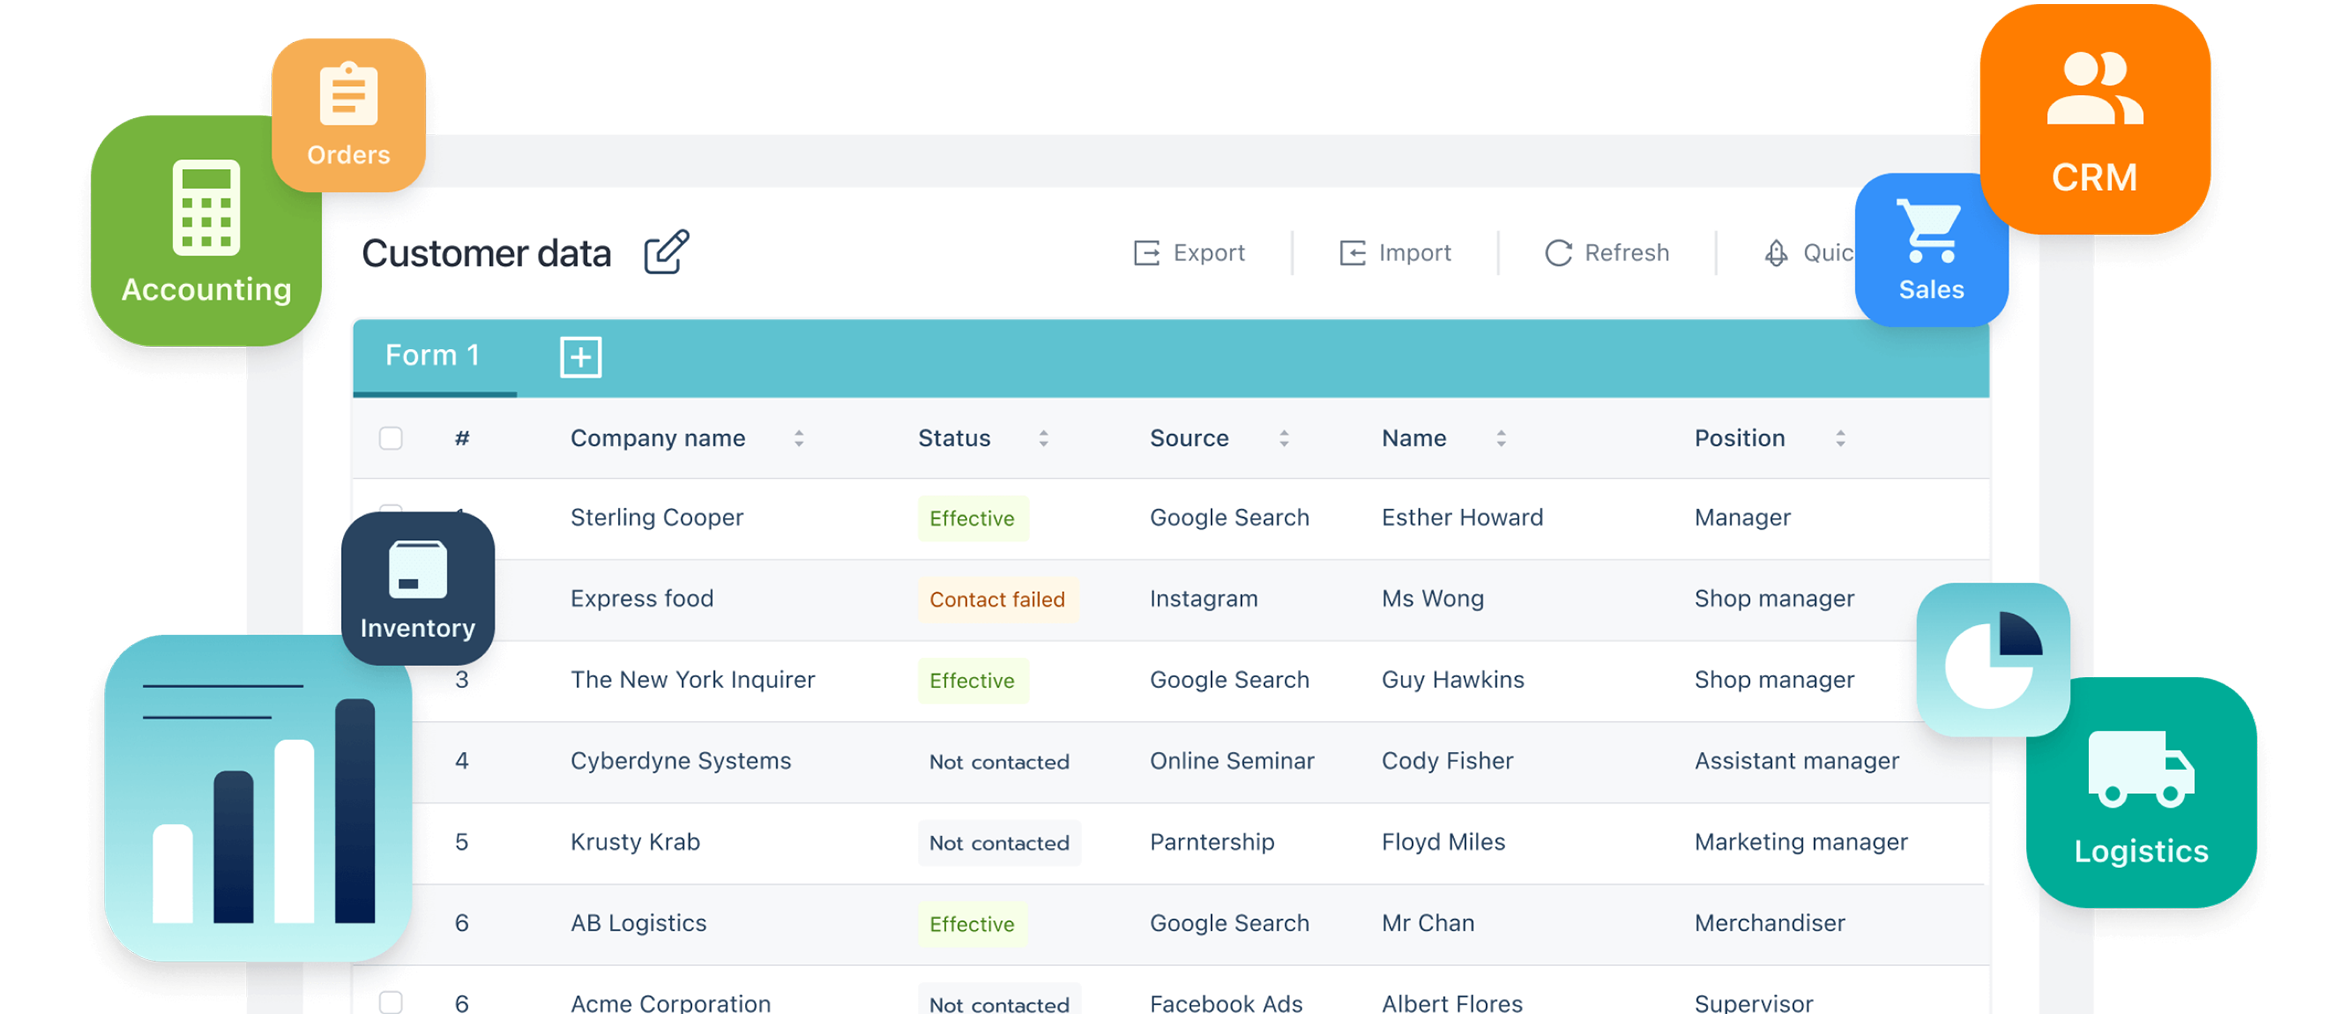 Orders
CRM
Accounting
Customer data
Export
Import
Refresh
Quic
Sales
Form 1
# Company name Status Source Name Position
Sterling Cooper Effective Google Search Esther Howard Manager
Express food Contact failed Instagram Ms Wong Shop manager
Inventory
3 The New York Inquirer Effective Google Search Guy Hawkins Shop manager
4 Cyberdyne Systems Not contacted Online Seminar Cody Fisher Assistant manager
5 Krusty Krab Not contacted Parntership Floyd Miles Marketing manager
Logistics
6 AB Logistics Effective Google Search Mr Chan Merchandiser
6 Acme Corporation Not contacted Facebook Ads Albert Flores Supervisor